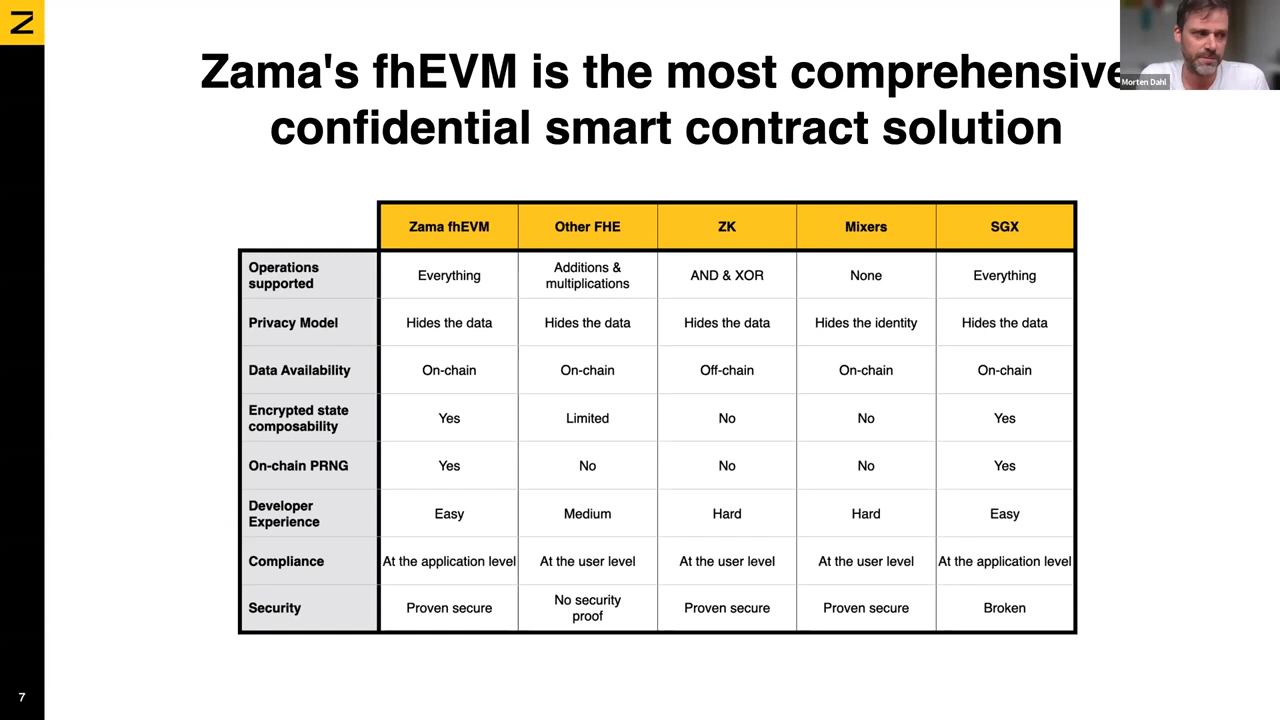 Z
Zama's fhEVM is the most comprehensive
confidential smart contract solution
Morten Dahl
Zama fhEVM
Other FHE
ZK
Mixers
SGX
Operations
supported
Everything
Additions &
multiplications
AND & XOR
None
Everything
Privacy Model
Hides the data
Hides the data
Hides the data
Hides the identity
Hides the data
Data Availability
On-chain
On-chain
Off-chain
On-chain
On-chain
Encrypted state
composability
Yes
Limited
No
No
Yes
On-chain PRNG
Yes
No
No
No
Yes
Developer
Experience
Easy
Medium
Hard
Hard
Easy
Compliance
At the application level
At the user level
At the user level
At the user level
At the application level
Security
Proven secure
No security
proof
Proven secure
Proven secure
Broken
7